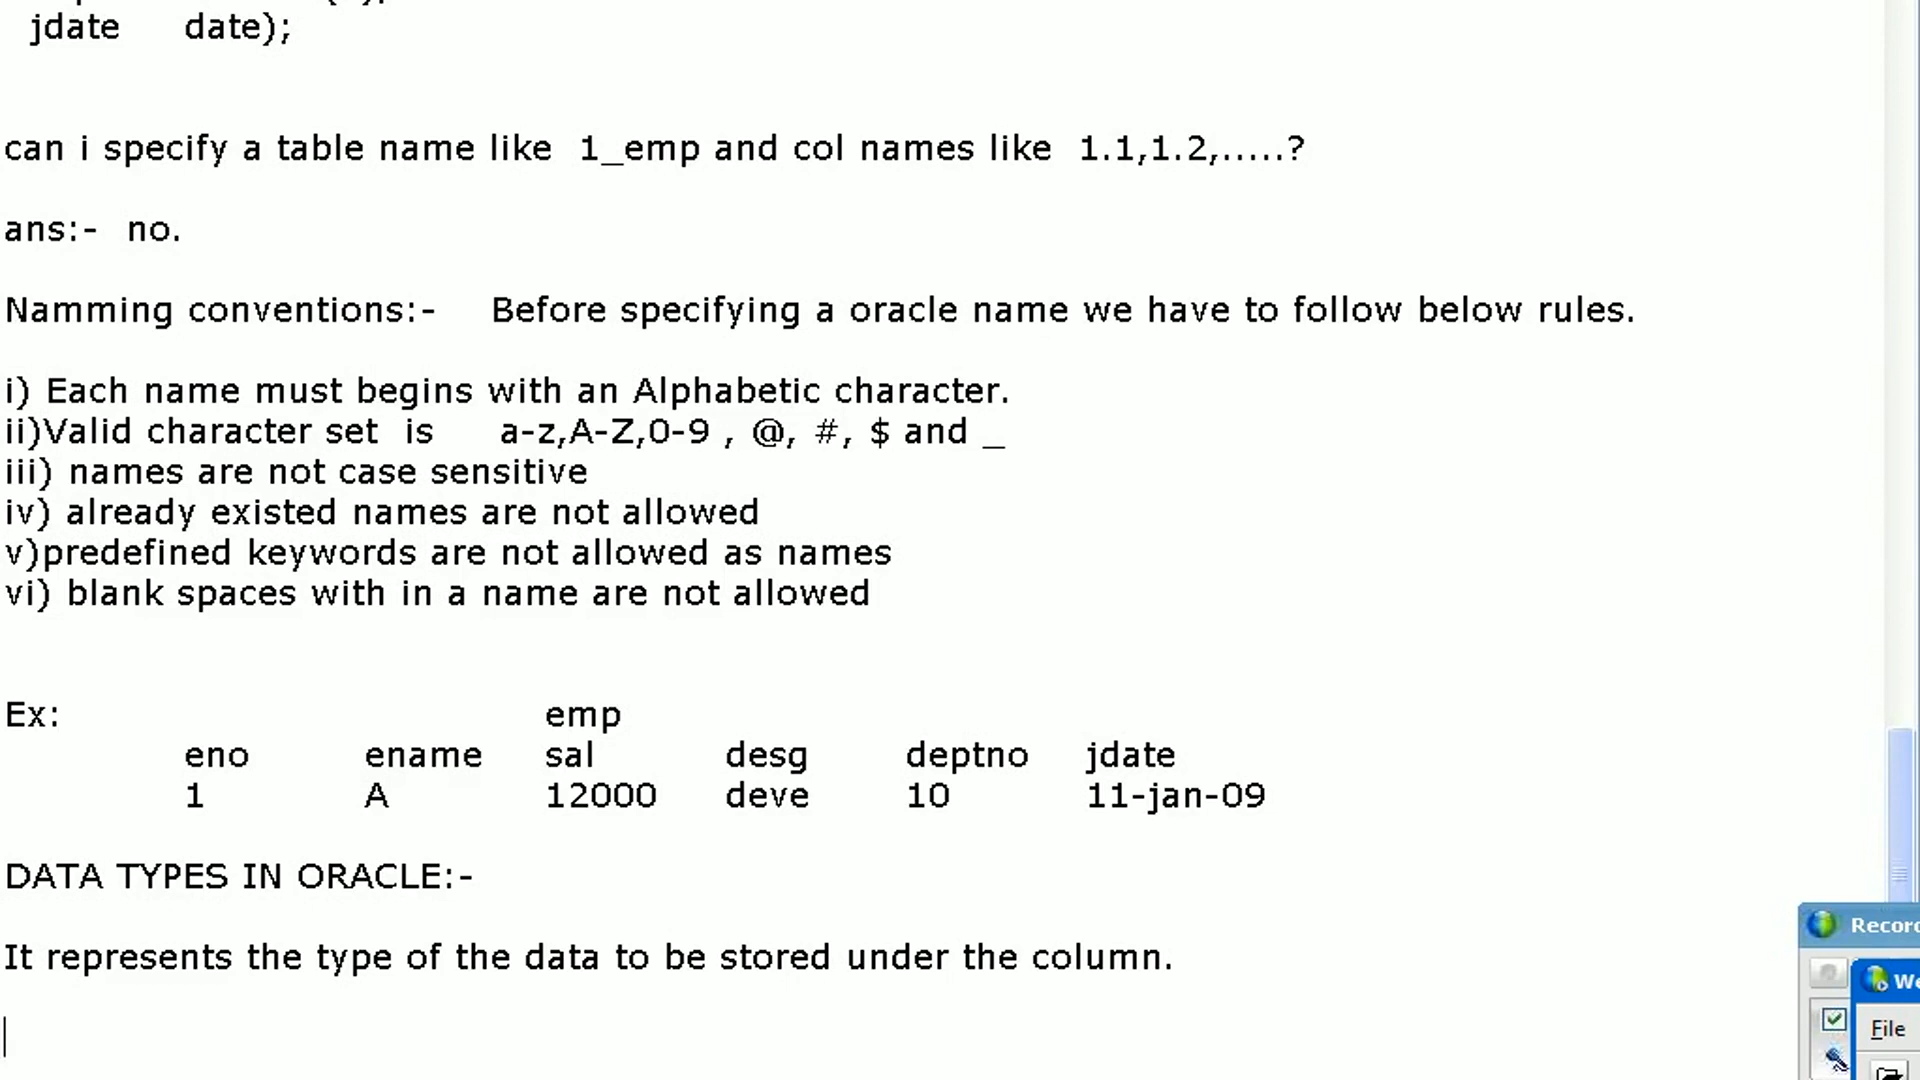 jdate date);
can i specify a table name like 1_emp and col names like 1.1,1.2,.....?
ans:- no.
Namming conventions:- Before specifying a oracle name we have to follow below rules.
i) Each name must begins with an Alphabetic character.
ii)Valid character set is a-z,A-Z,0-9 , @, #, $ and _
iii) names are not case sensitive
iv) already existed names are not allowed
v)predefined keywords are not allowed as names
vi) blank spaces with in a name are not allowed
Ex: emp
eno ename sal desg deptno jdate
1 A 12000 deve 10 11-jan-09
DATA TYPES IN ORACLE:-
It represents the type of the data to be stored under the column.
File